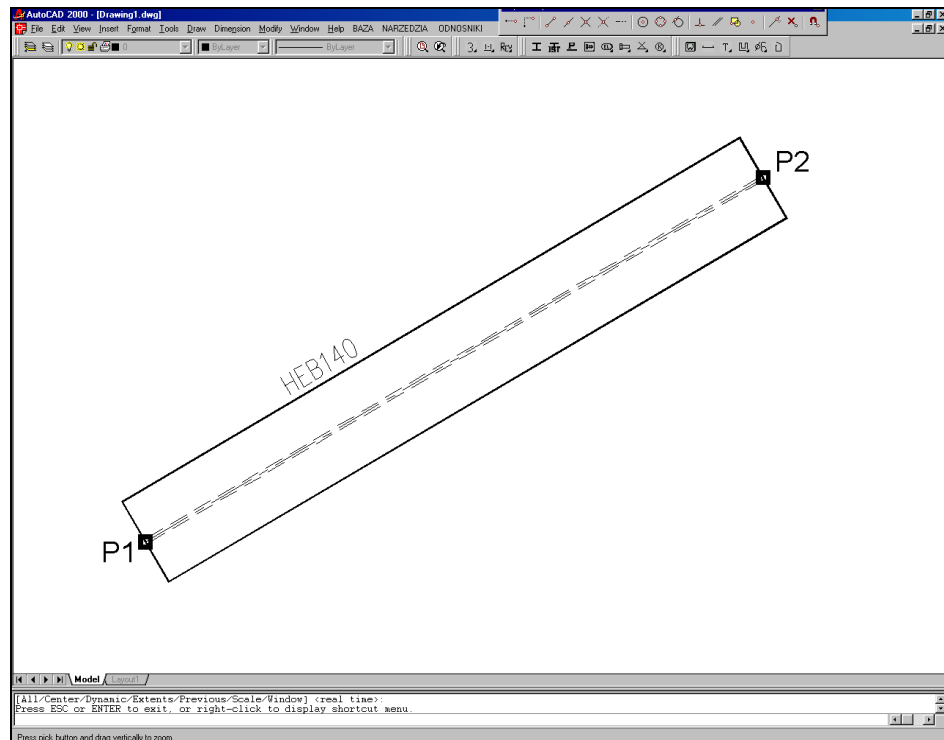 AutoCAD 2000 - [Drawing1.dwg]
File Edit View Insert Format Tools Draw Dimension Modify Window Help BAZA NARZEDZIA ODNOSNIKI
0 ByLayer ByLayer
P2
HEB140
P1
Model Layout1
[All/Center/Dynamic/Extents/Previous/Scale/Window] <real time>:
Press ESC or ENTER to exit, or right-click to display shortcut menu.
Press pick button and drag vertically to zoom.